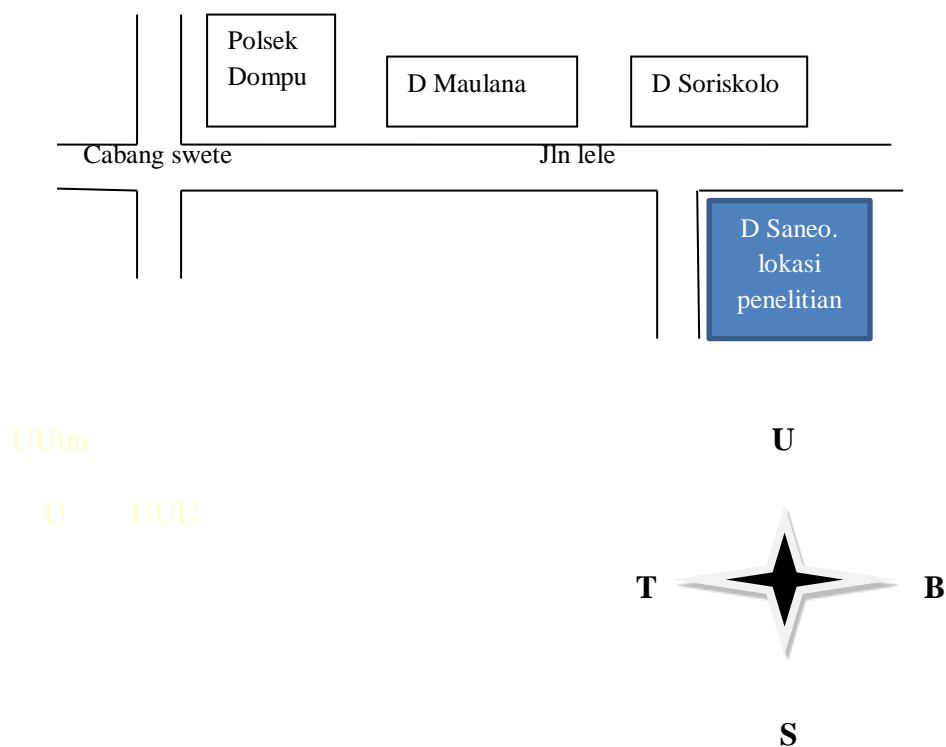 Polsek
Dompu
D Maulana
D Soriskolo
Cabang swete
Jln lele
D Saneo.
lokasi
penelitian
UUuu
U
U UUU
T
B
S